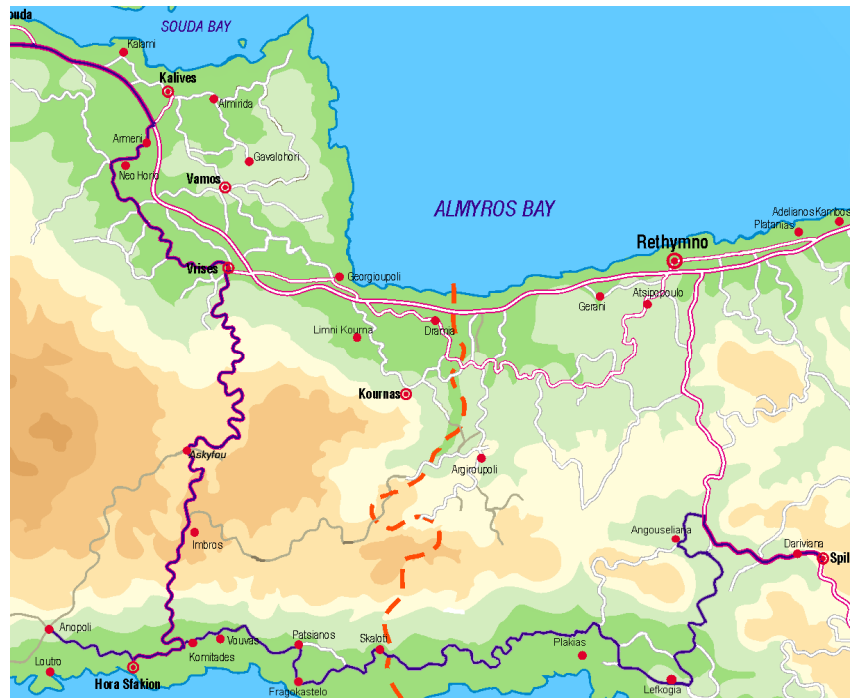 ouda
SOUDA BAY
Kalami
Kalives
Almirida
Armeni
Gavalohori
Neo Horio
Vamos
ALMYROS BAY
Adelianos Kambos
Platanias
Rethymno
Vrises
Georgioupoli
Gerani
Atsipopoulo
Limni Kourna
Dramia
Kournas
Askyfou
Argiroupoli
Imbros
Angouseliana
Dariviana
Spil
Anopoli
Vouvas
Patsianos
Skaloti
Komitades
Plakias
Loutro
Hora Sfakion
Fragokastelo
Lefkogia